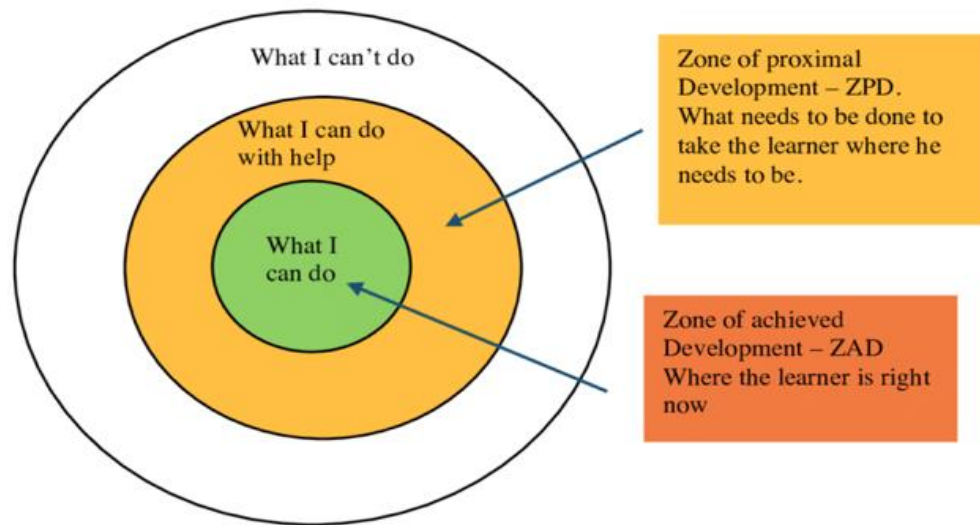 What I can't do
What I can do
with help
What I
can do
Zone of proximal
Development – ZPD.
What needs to be done to
take the learner where he
needs to be.
Zone of achieved
Development – ZAD
Where the learner is right
now